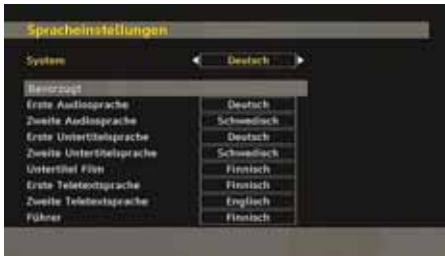 Spracheinstellungen
System Deutsch
Bevorzugt
Erste Audiosprache Deutsch
Zweite Audiosprache Schwedisch
Erste Untertitelsprache Deutsch
Zweite Untertitelsprache Schwedisch
Untertitel Film Finnisch
Erste Teletextsprache Finnisch
Zweite Teletextsprache Englisch
Führer Finnisch